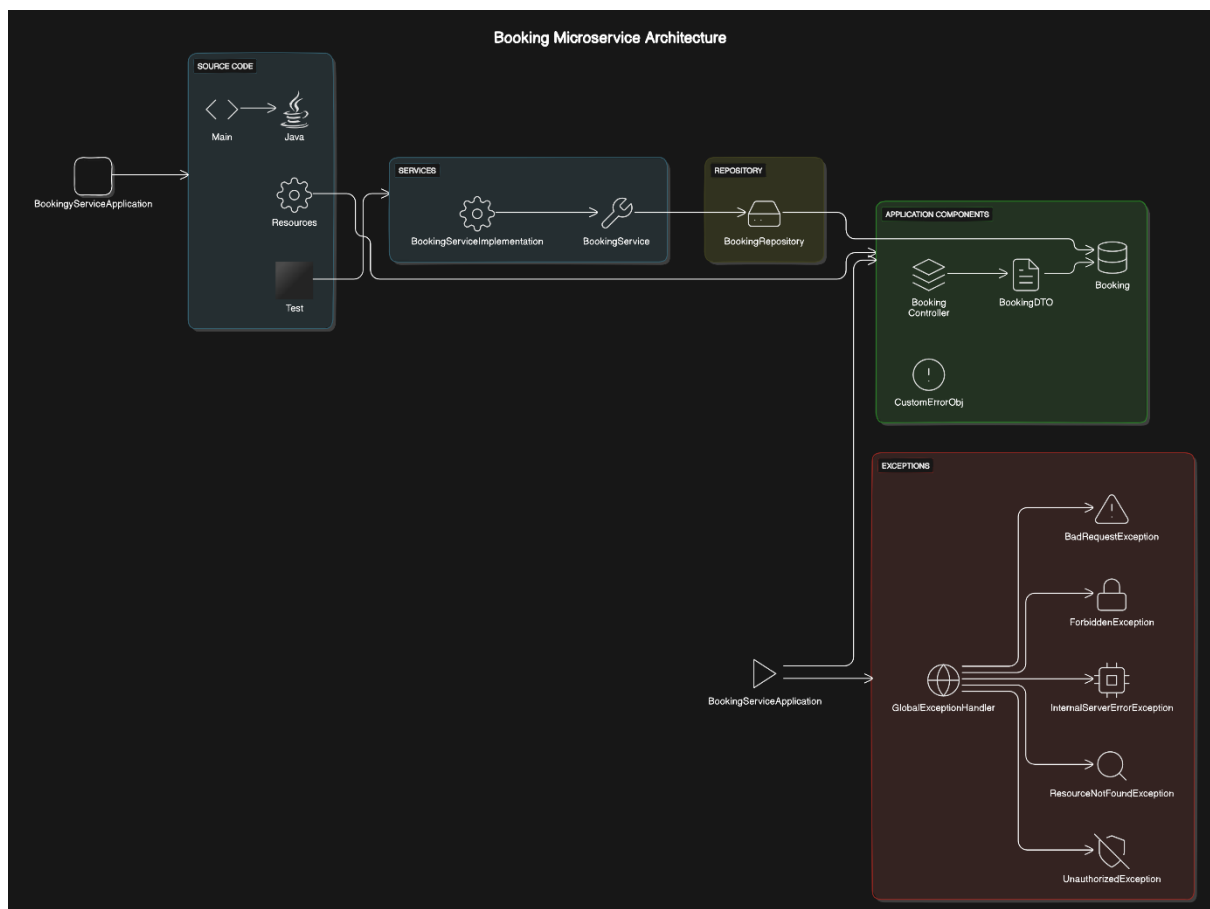 Booking Microservice Architecture
SOURCE CODE
Main
Java
BookingyServiceApplication
Resources
Test
SERVICES
BookingServiceImplementation
BookingService
REPOSITORY
BookingRepository
APPLICATION COMPONENTS
Booking
Controller
BookingDTO
Booking
CustomErrorObj
EXCEPTIONS
BadRequestException
ForbiddenException
BookingServiceApplication
GlobalExceptionHandler
InternalServerErrorException
ResourceNotFoundException
UnauthorizedException